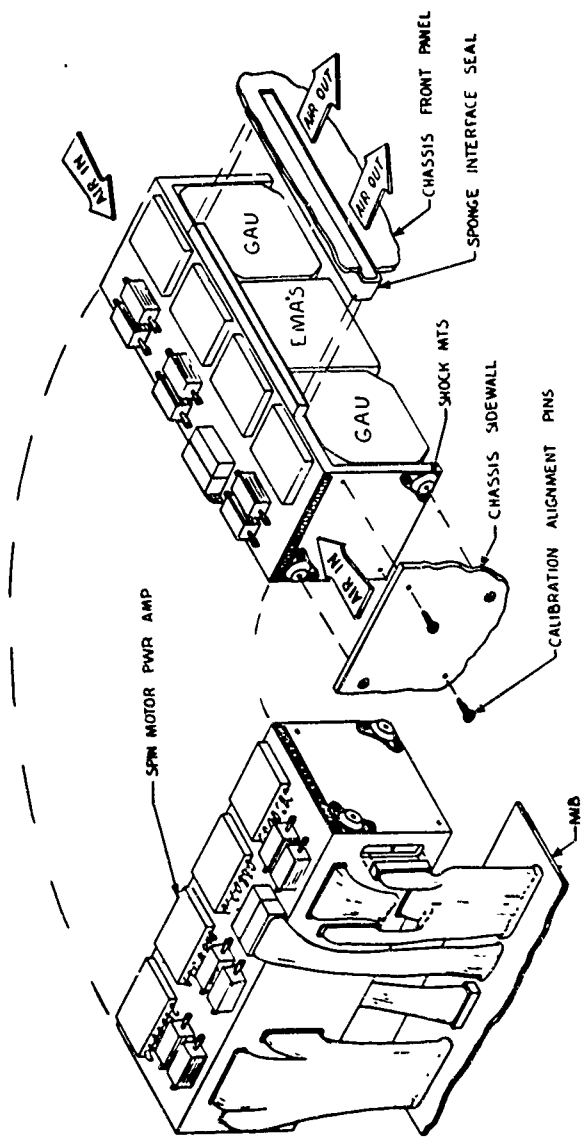 SPIN MOTOR PWR AMP
AIR IN
GAU
EMA'S
GAU
AIR IN
AIR OUT
AIR OUT
CHASSIS FRONT PANEL
SPONGE INTERFACE SEAL
SHOCK MTS
CHASSIS SIDEWALL
CALIBRATION ALIGNMENT PINS